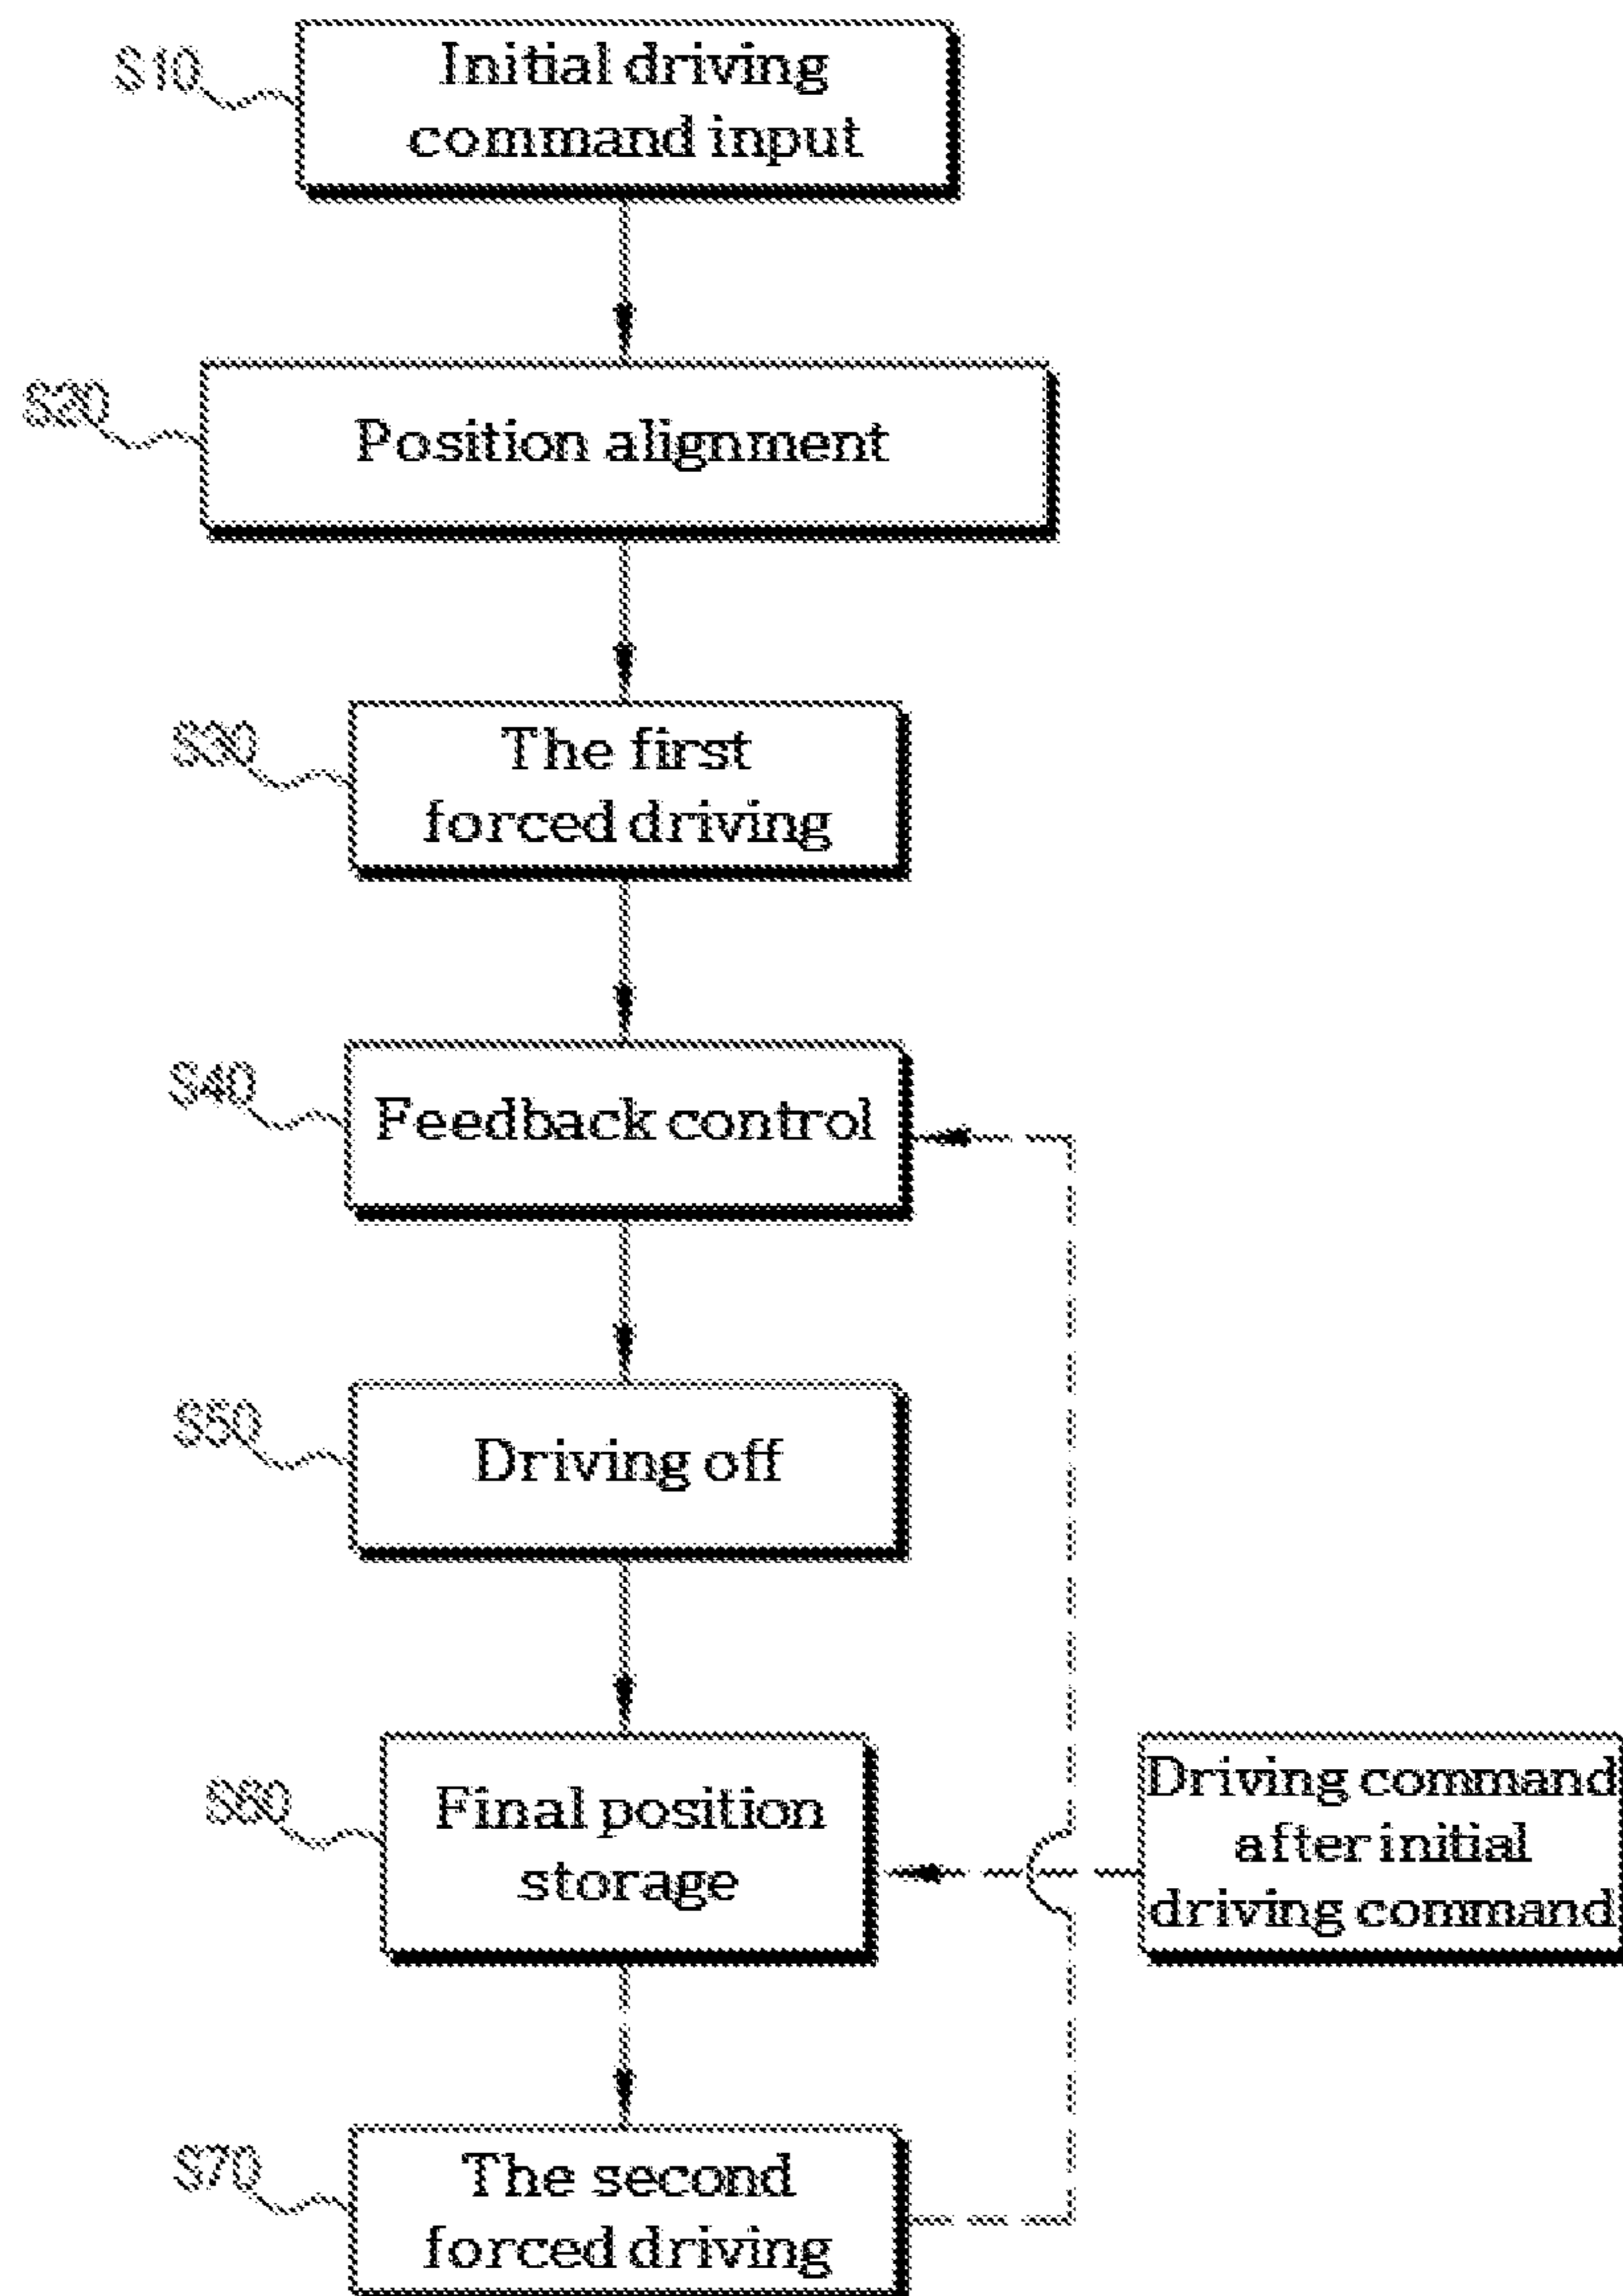 S10
Initial driving
command input
S20
Position alignment
S30
The first
forced driving
S40
Feedback control
S50
Driving off
S60
Final position
storage
Driving command
after initial
driving command
S70
The second
forced driving